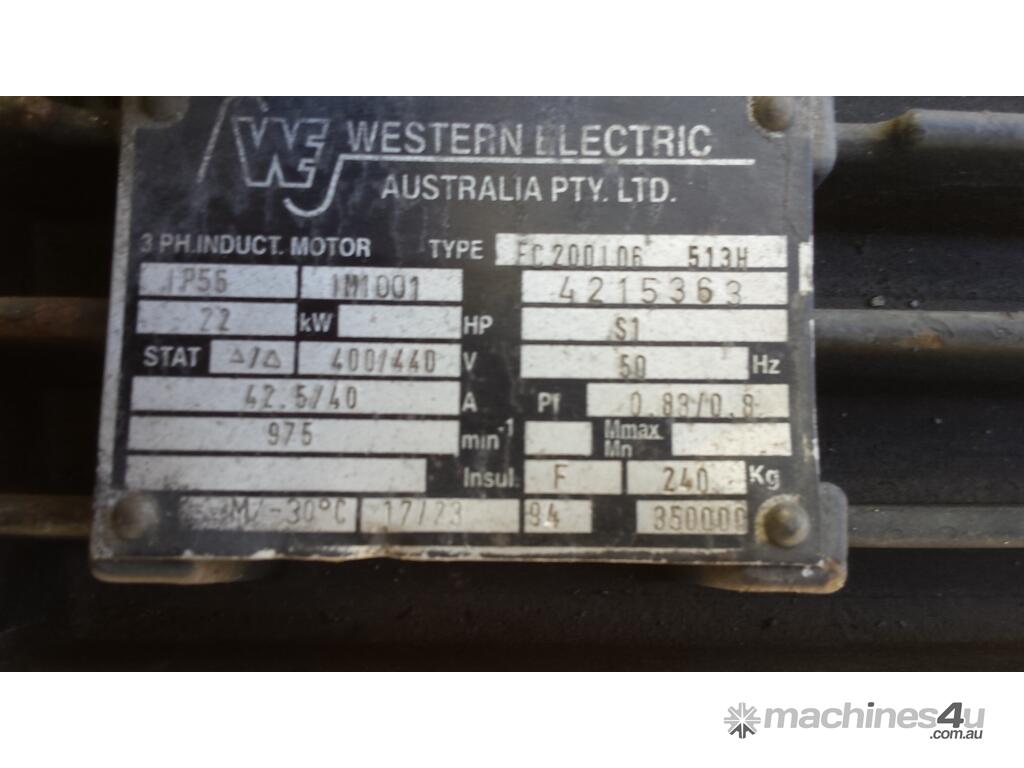 WE WESTERN ELECTRIC
AUSTRALIA PTY. LTD.
3 PH.INDUCT. MOTOR TYPE FC200L06 513H
IP56 IM1001 4215363
22 kW HP S1
STAT △/△ 400/440 V 50 Hz
42.5/40 A Pf 0.83/0.8
975 min-1 Mmax
Mn
Insul. F 240 Kg
-30°C 17/23 94
machines4u
.com.au